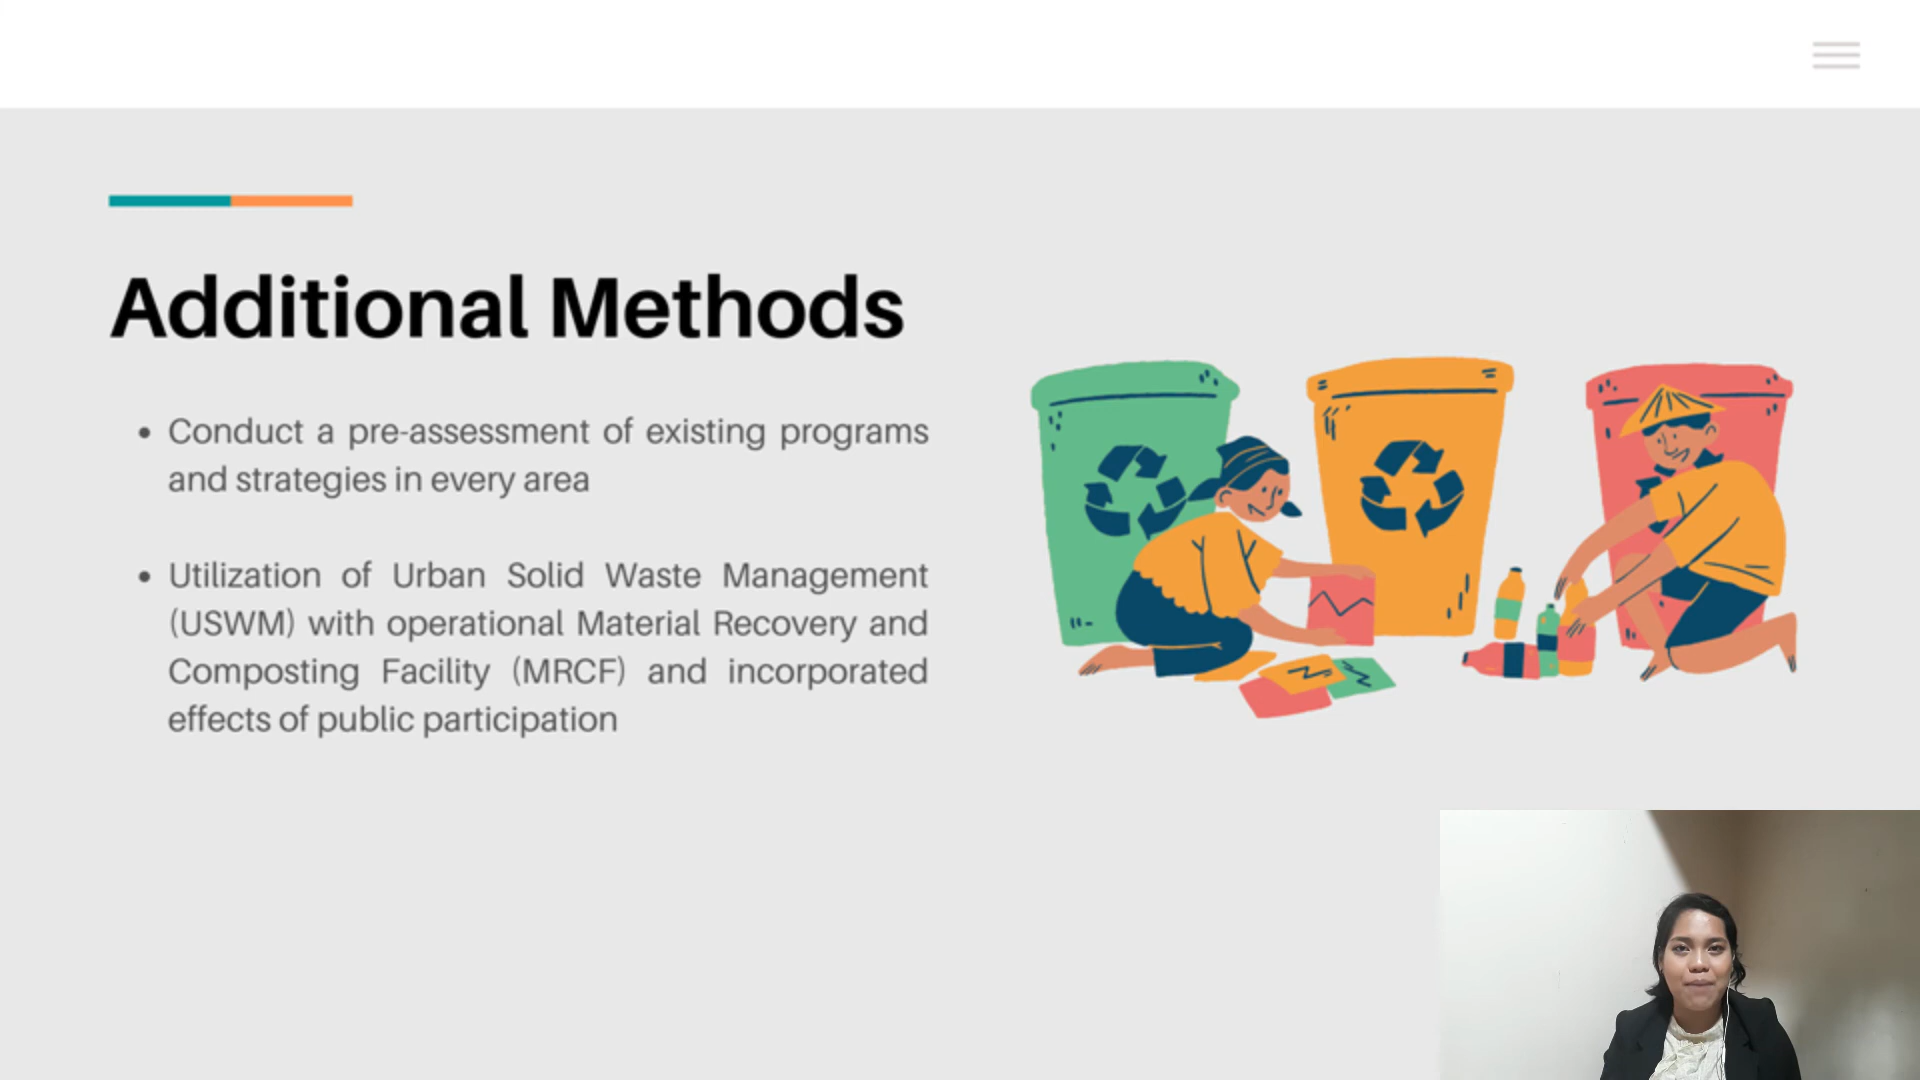 Additional Methods
• Conduct a pre-assessment of existing programs
and strategies in every area
• Utilization of Urban Solid Waste Management
(USWM) with operational Material Recovery and
Composting Facility (MRCF) and incorporated
effects of public participation